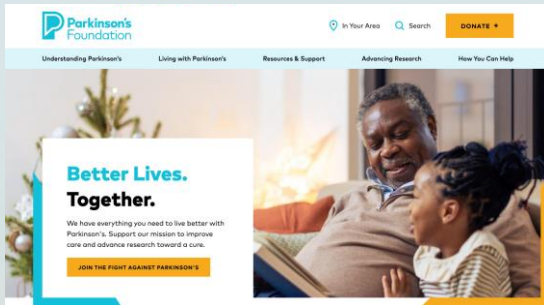 Parkinson's
Foundation
In Your Area
Search
DONATE +
Understanding Parkinson's
Living with Parkinson's
Resources & Support
Advancing Research
How You Can Help
Better Lives.
Together.
We have everything you need to live better with
Parkinson's. Support our mission to improve
care and advance research toward a cure.
JOIN THE FIGHT AGAINST PARKINSON'S